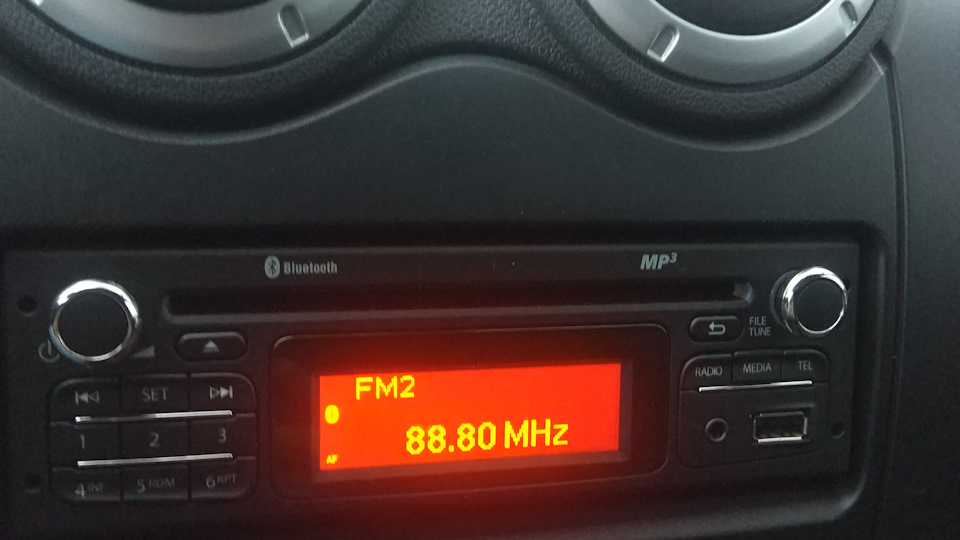 Bluetooth
MP3
FILE
TUNE
RADIO
MEDIA
TEL
FM2
88.80 MHz
AF
SET
1
2
3
4 INF
5 RDM
6 RPT